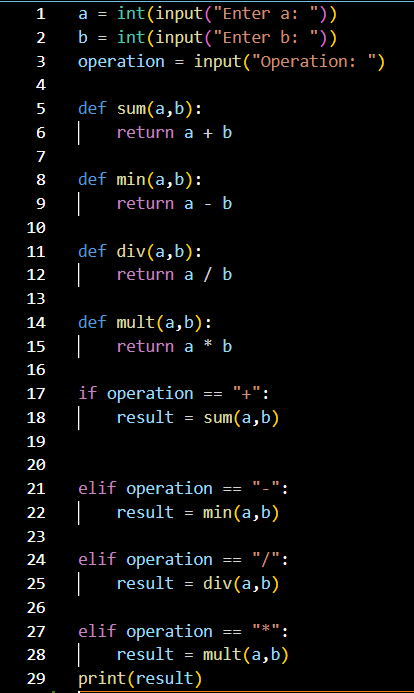 1 a = int(input("Enter a: "))
2 b = int(input("Enter b: "))
3 operation = input("Operation: ")
4
5 def sum(a,b):
6     return a + b
7
8 def min(a,b):
9     return a - b
10
11 def div(a,b):
12     return a / b
13
14 def mult(a,b):
15     return a * b
16
17 if operation == "+":
18     result = sum(a,b)
19
20
21 elif operation == "-":
22     result = min(a,b)
23
24 elif operation == "/":
25     result = div(a,b)
26
27 elif operation == "*":
28     result = mult(a,b)
29 print(result)